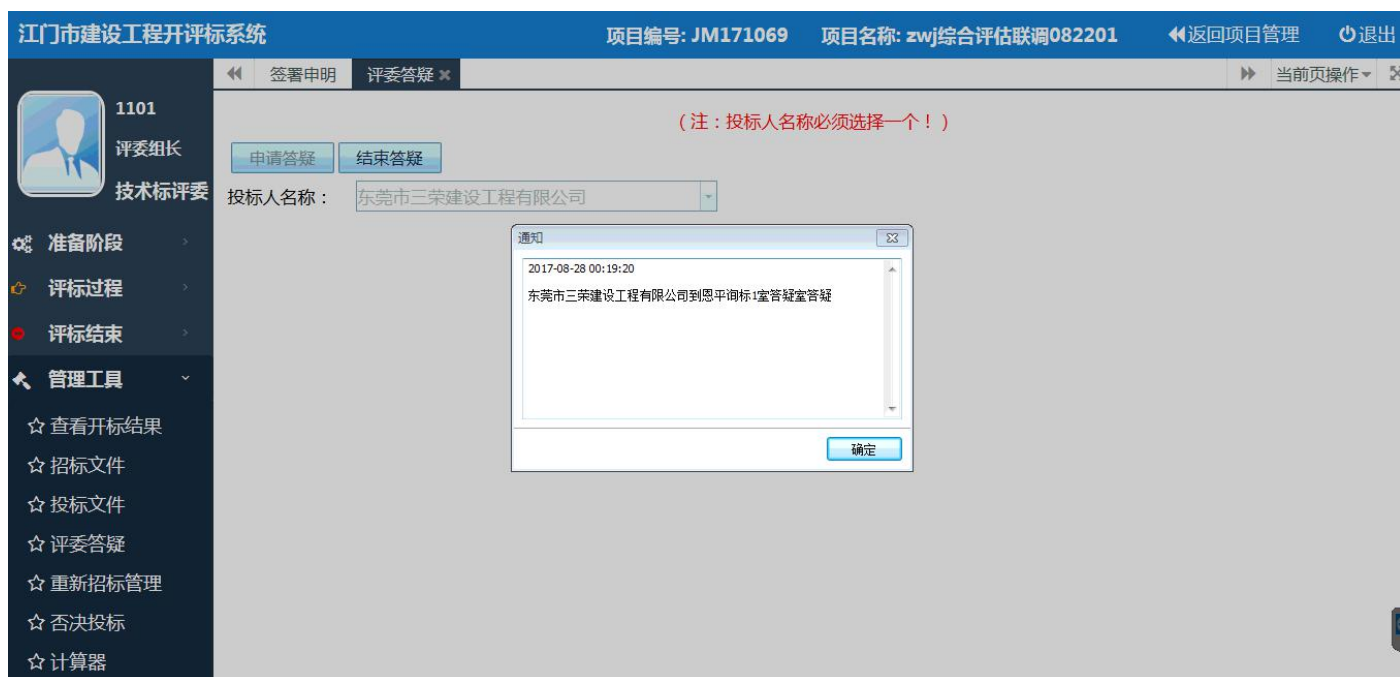 江门市建设工程开评标系统 项目编号: JM171069 项目名称: zwj综合评估联调082201 返回项目管理 退出
签署申明 评委答疑 当前页操作
1101
评委组长
技术标评委
（注：投标人名称必须选择一个！）
申请答疑 结束答疑
投标人名称： 东莞市三荣建设工程有限公司
通知
2017-08-28 00:19:20
东莞市三荣建设工程有限公司到恩平询标1室答疑室答疑
确定
准备阶段
评标过程
评标结束
管理工具
查看开标结果
招标文件
投标文件
评委答疑
重新招标管理
否决投标
计算器